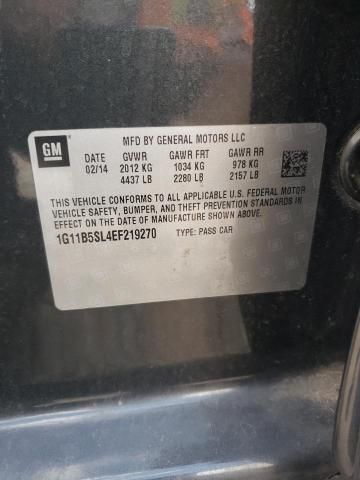 GM
MFD BY GENERAL MOTORS LLC
DATE GVWR GAWR FRT GAWR RR
02/14 2012 KG 1034 KG 978 KG
4437 LB 2280 LB 2157 LB
THIS VEHICLE CONFORMS TO ALL APPLICABLE U.S. FEDERAL MOTOR
VEHICLE SAFETY, BUMPER, AND THEFT PREVENTION STANDARDS IN
EFFECT ON THE DATE OF MANUFACTURE SHOWN ABOVE.
1G11B5SL4EF219270 TYPE: PASS CAR